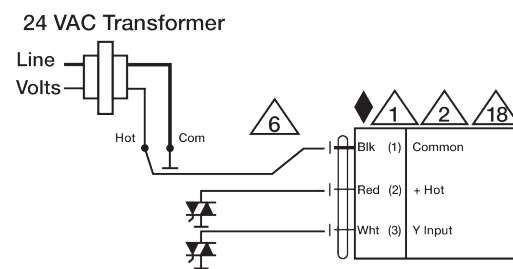 24 VAC Transformer
Line
Volts
Hot Com
6
1 2 18
Blk (1) Common
Red (2) + Hot
Wht (3) Y Input